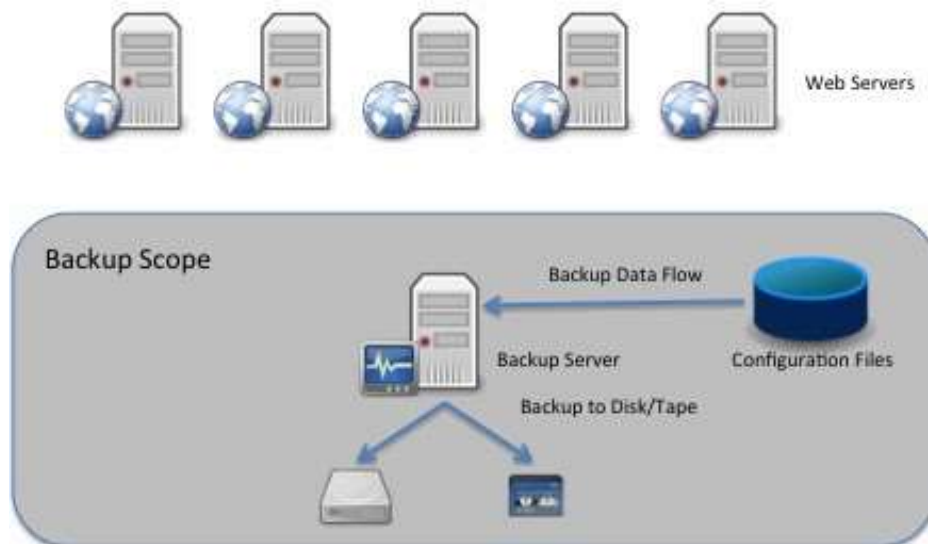 Web Servers
Backup Scope
Backup Data Flow
Backup Server
Configuration Files
Backup to Disk/Tape